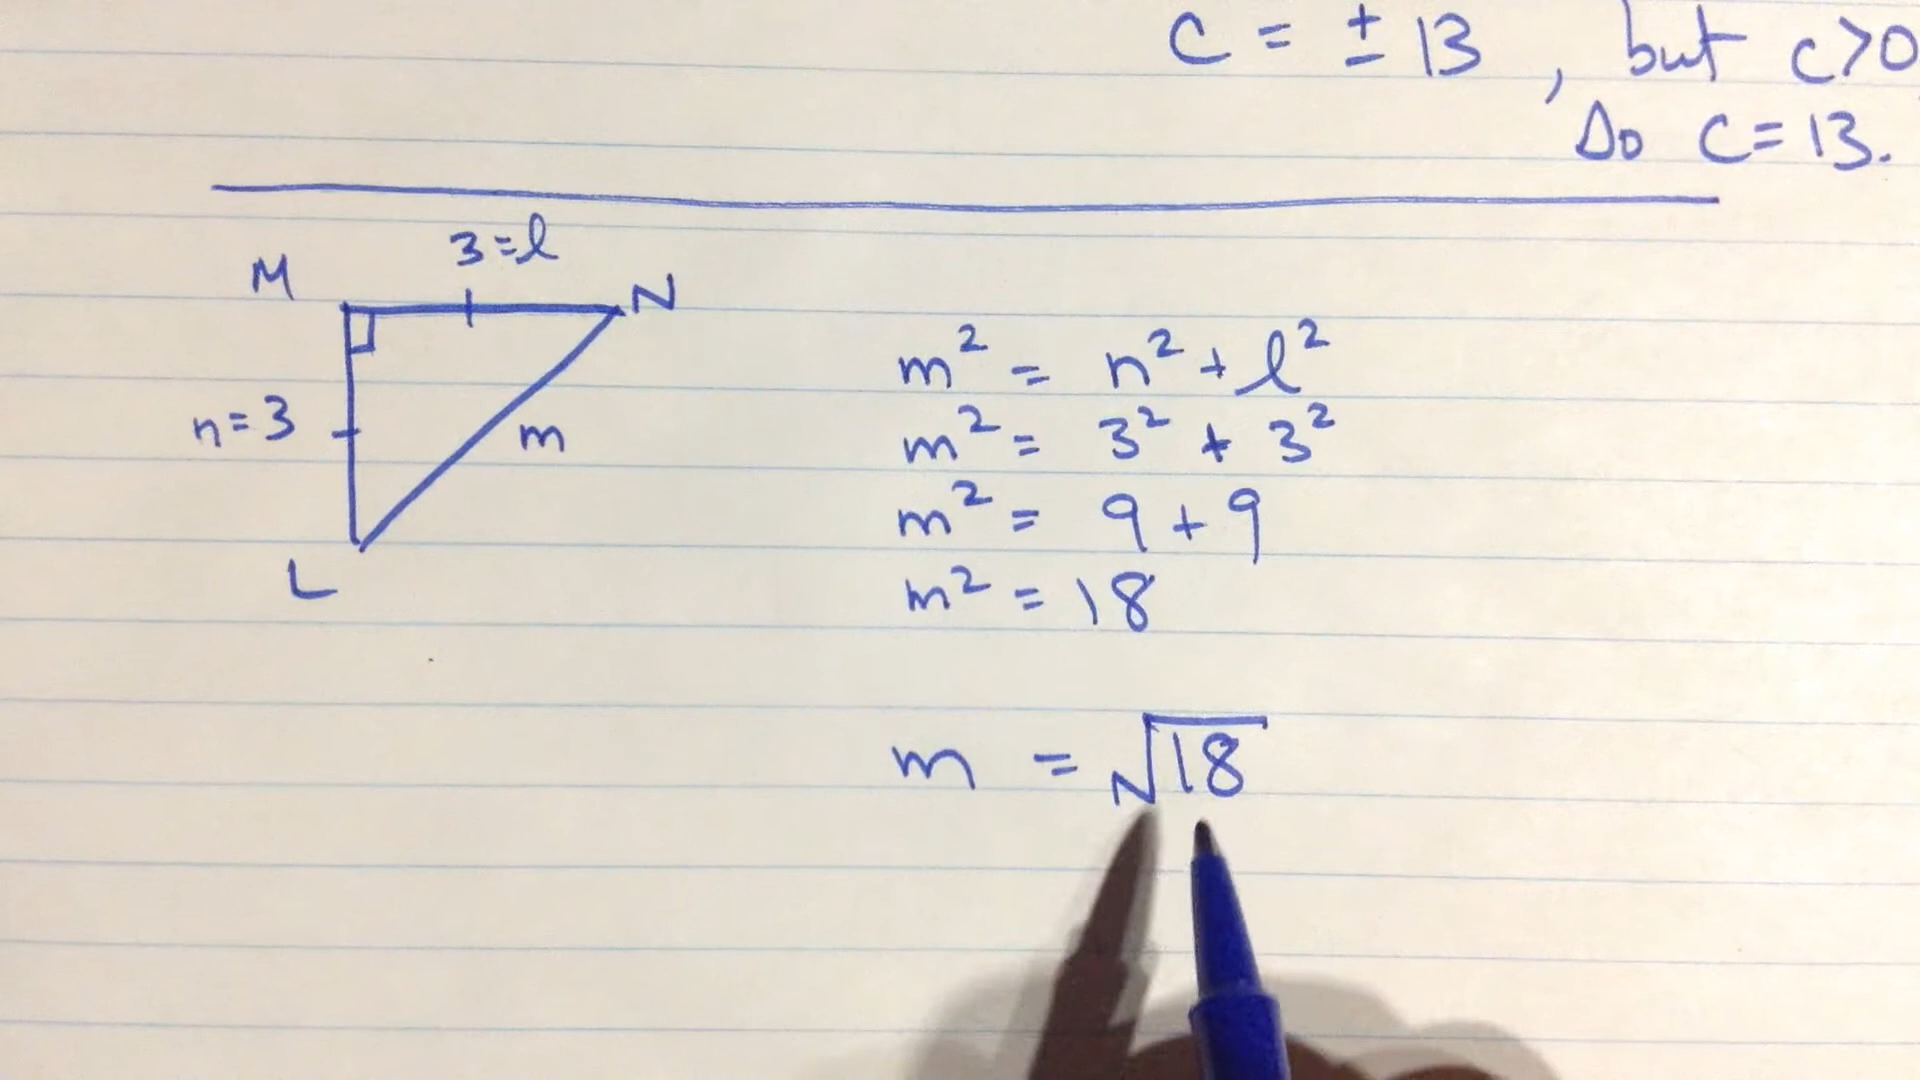 c = ± 13 , but c>0
So c = 13.
3 = l
M
N
n = 3
m
L
m² = n² + l²
m² = 3² + 3²
m² = 9 + 9
m² = 18
m = √18